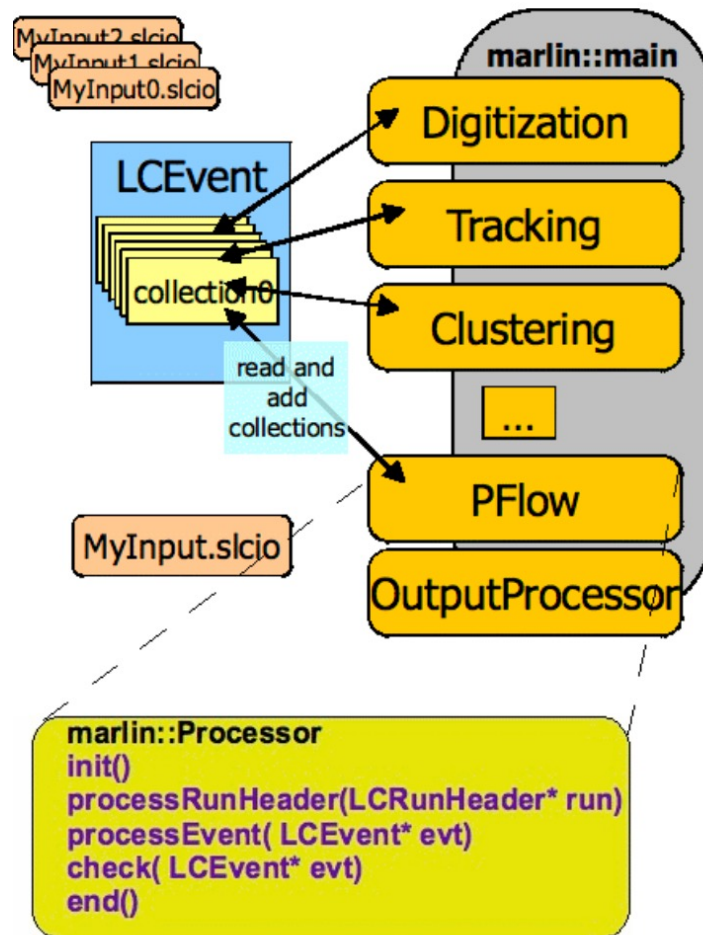 MyInput2.slcio
MyInput1.slcio
MyInput0.slcio
marlin::main
Digitization
LCEvent
Tracking
collection0
Clustering
read and
add
collections
...
PFlow
MyInput.slcio
OutputProcessor
marlin::Processor
init()
processRunHeader(LCRunHeader* run)
processEvent( LCEvent* evt)
check( LCEvent* evt)
end()